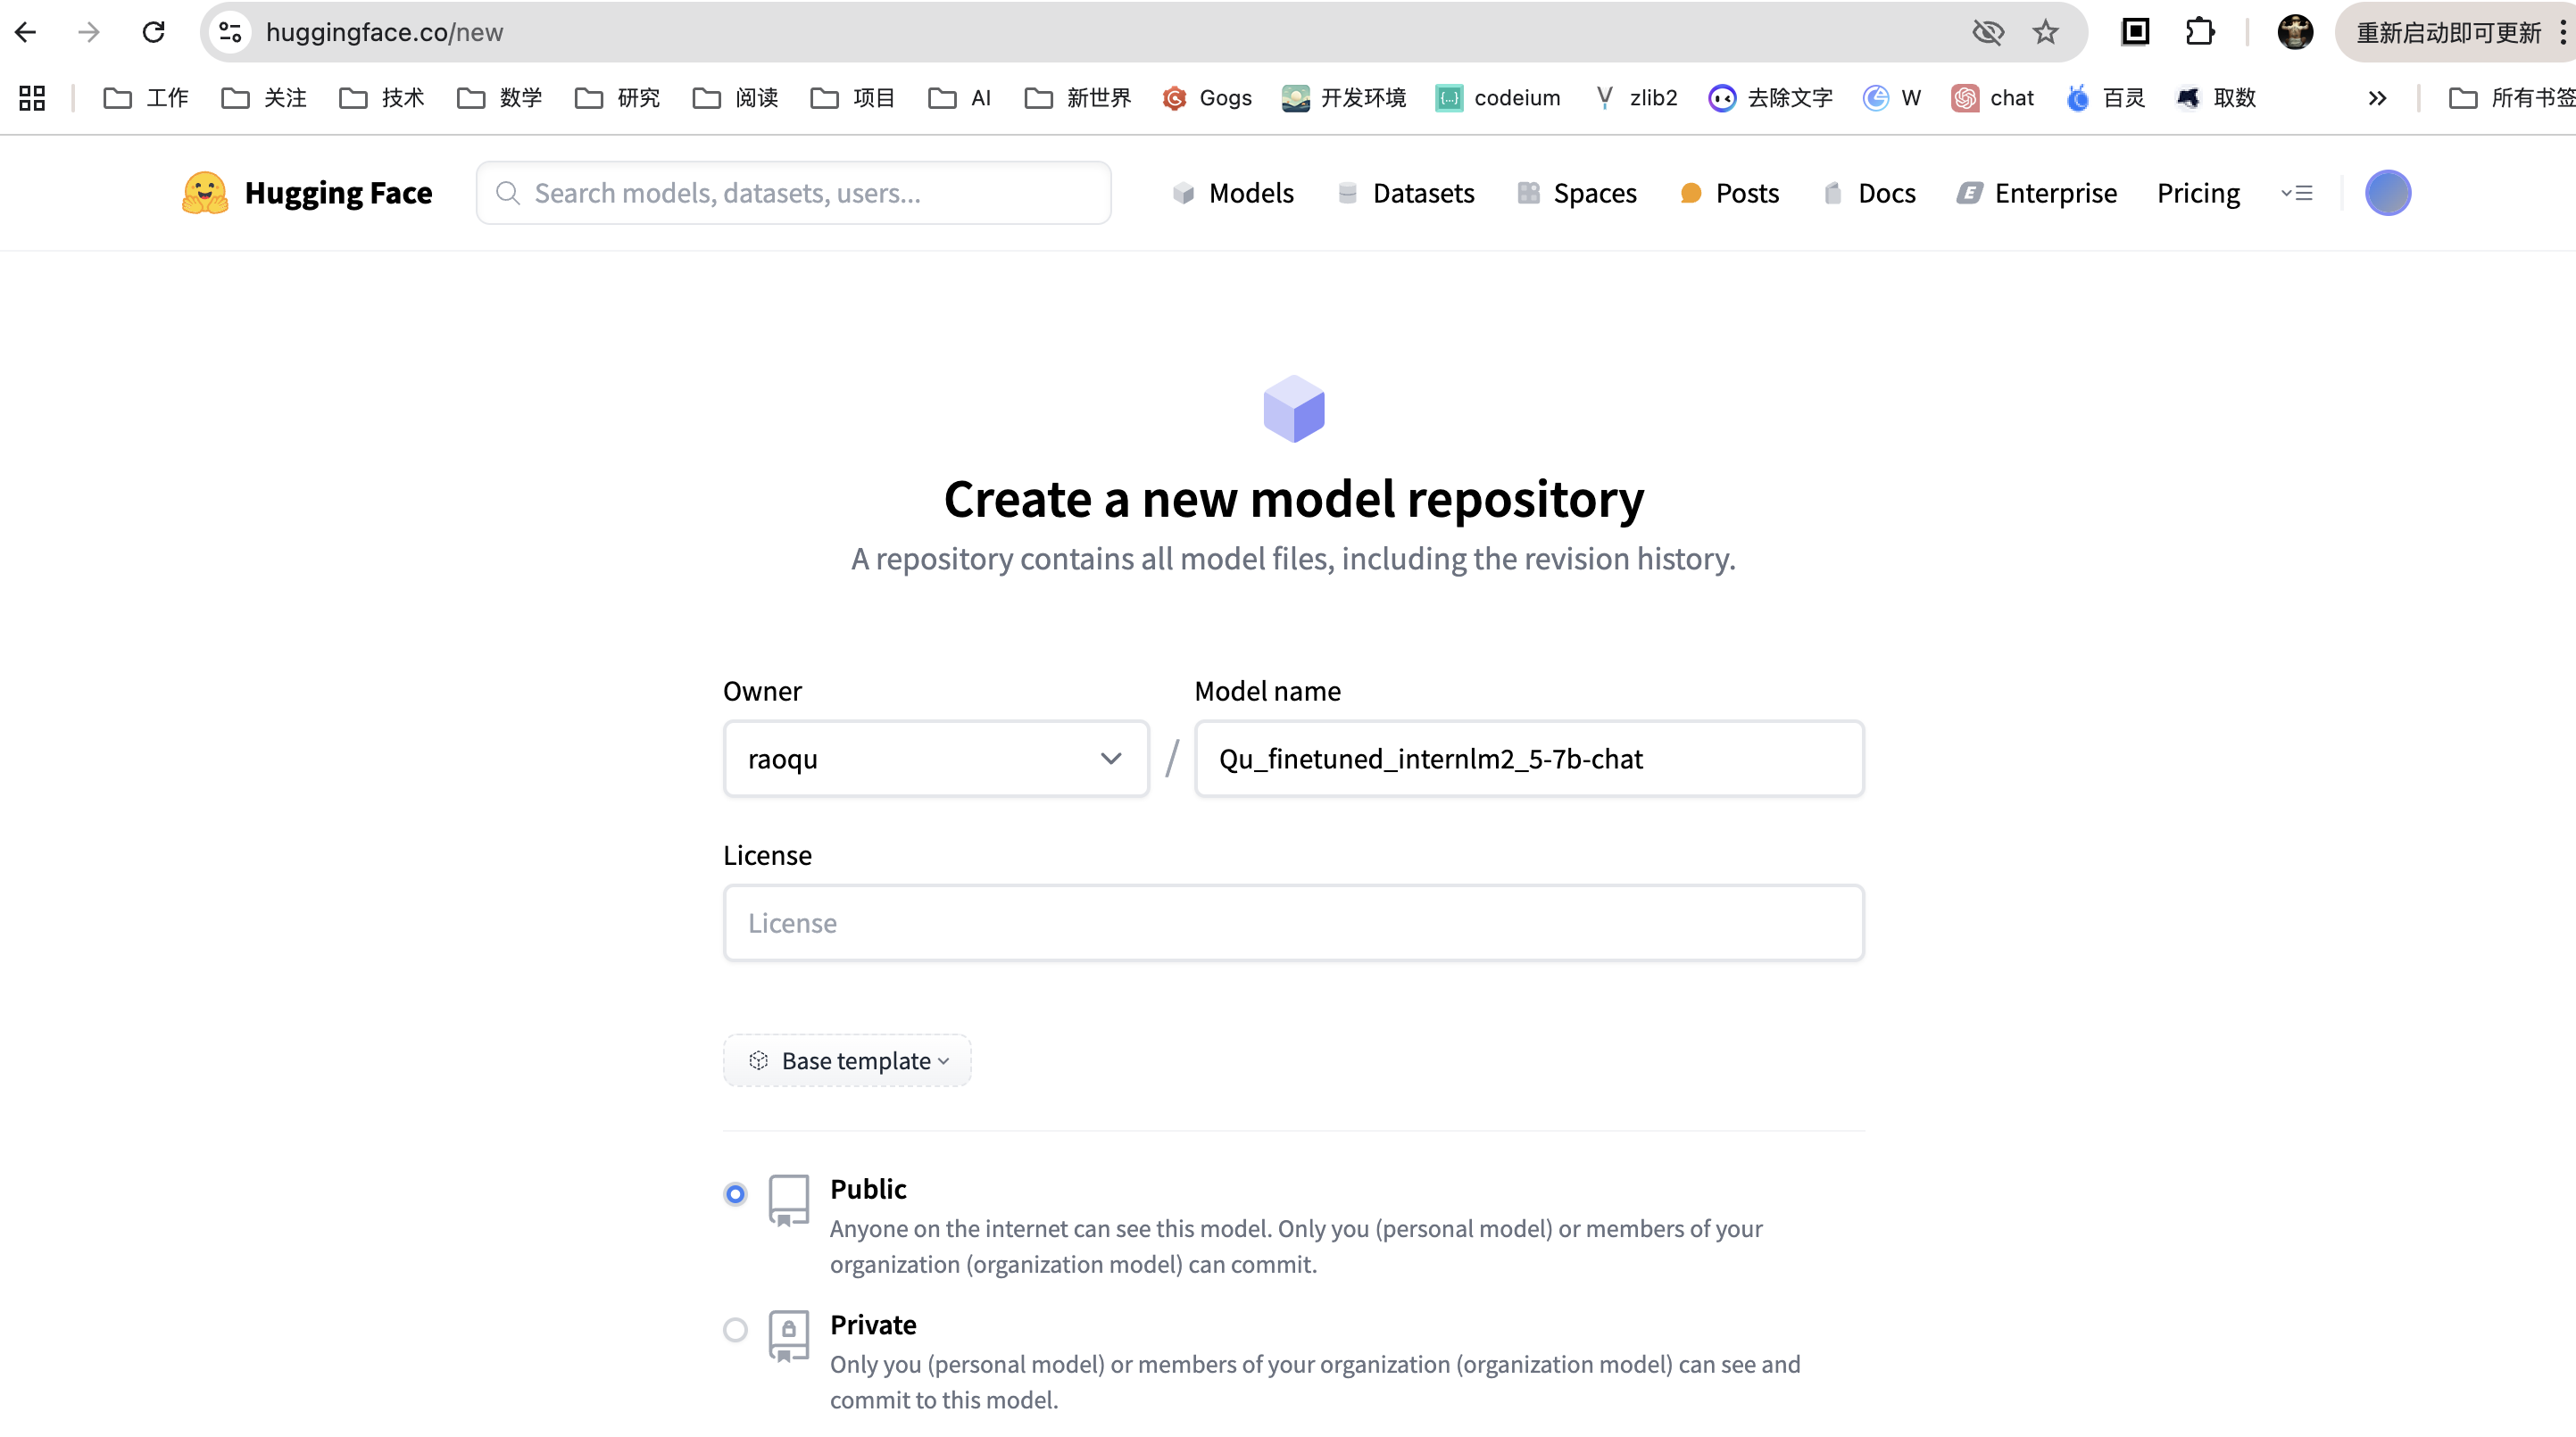 huggingface.co/new
重新启动即可更新
工作 关注 技术 数学 研究 阅读 项目 AI 新世界 Gogs 开发环境 codeium zlib2 去除文字 W chat 百灵 取数 所有书签
Hugging Face Search models, datasets, users... Models Datasets Spaces Posts Docs Enterprise Pricing
Create a new model repository
A repository contains all model files, including the revision history.
Owner Model name
raoqu / Qu_finetuned_internlm2_5-7b-chat
License
License
Base template
Public
Anyone on the internet can see this model. Only you (personal model) or members of your
organization (organization model) can commit.
Private
Only you (personal model) or members of your organization (organization model) can see and
commit to this model.